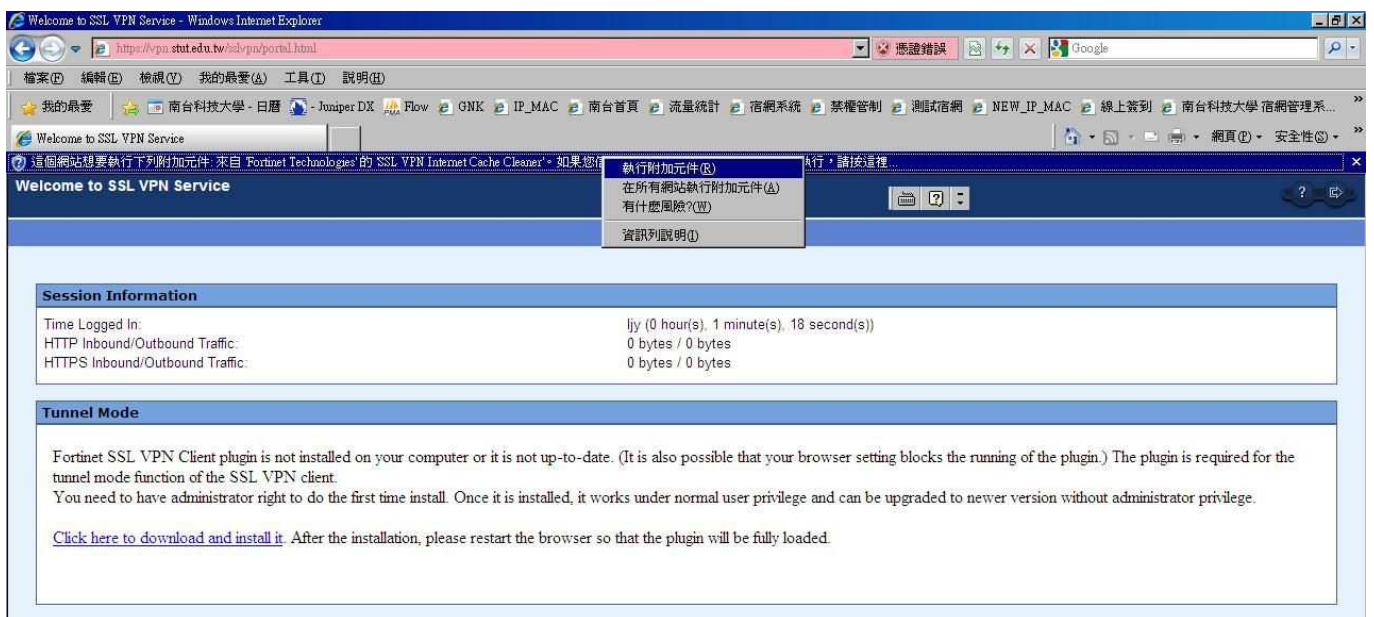 Welcome to SSL VPN Service - Windows Internet Explorer
https://vpn.stut.edu.tw/sslvpn/portal.html 憑證錯誤 Google
檔案(F) 編輯(E) 檢視(V) 我的最愛(A) 工具(T) 說明(H)
我的最愛 南台科技大學 - 日曆 - Juniper DX Flow GNK IP_MAC 南台首頁 流量統計 宿網系統 禁權管制 測試宿網 NEW_IP_MAC 線上簽到 南台科技大學 宿網管理系... »
Welcome to SSL VPN Service 網頁(P) 安全性(S) »
這個網站想要執行下列附加元件: 來自 'Fortinet Technologies' 的 'SSL VPN Internet Cache Cleaner'。如果您信 執行，請按這裡...
執行附加元件(R)
在所有網站執行附加元件(A)
有什麼風險?(W)
資訊列說明(I)
Welcome to SSL VPN Service
Session Information
Time Logged In: ljy (0 hour(s), 1 minute(s), 18 second(s))
HTTP Inbound/Outbound Traffic: 0 bytes / 0 bytes
HTTPS Inbound/Outbound Traffic: 0 bytes / 0 bytes
Tunnel Mode
Fortinet SSL VPN Client plugin is not installed on your computer or it is not up-to-date. (It is also possible that your browser setting blocks the running of the plugin.) The plugin is required for the
tunnel mode function of the SSL VPN client.
You need to have administrator right to do the first time install. Once it is installed, it works under normal user privilege and can be upgraded to newer version without administrator privilege.
Click here to download and install it. After the installation, please restart the browser so that the plugin will be fully loaded.